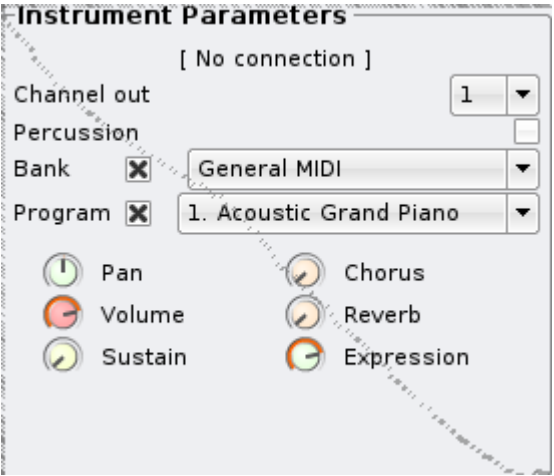 Instrument Parameters
[ No connection ]
Channel out 1
Percussion
Bank General MIDI
Program 1. Acoustic Grand Piano
Pan Chorus
Volume Reverb
Sustain Expression